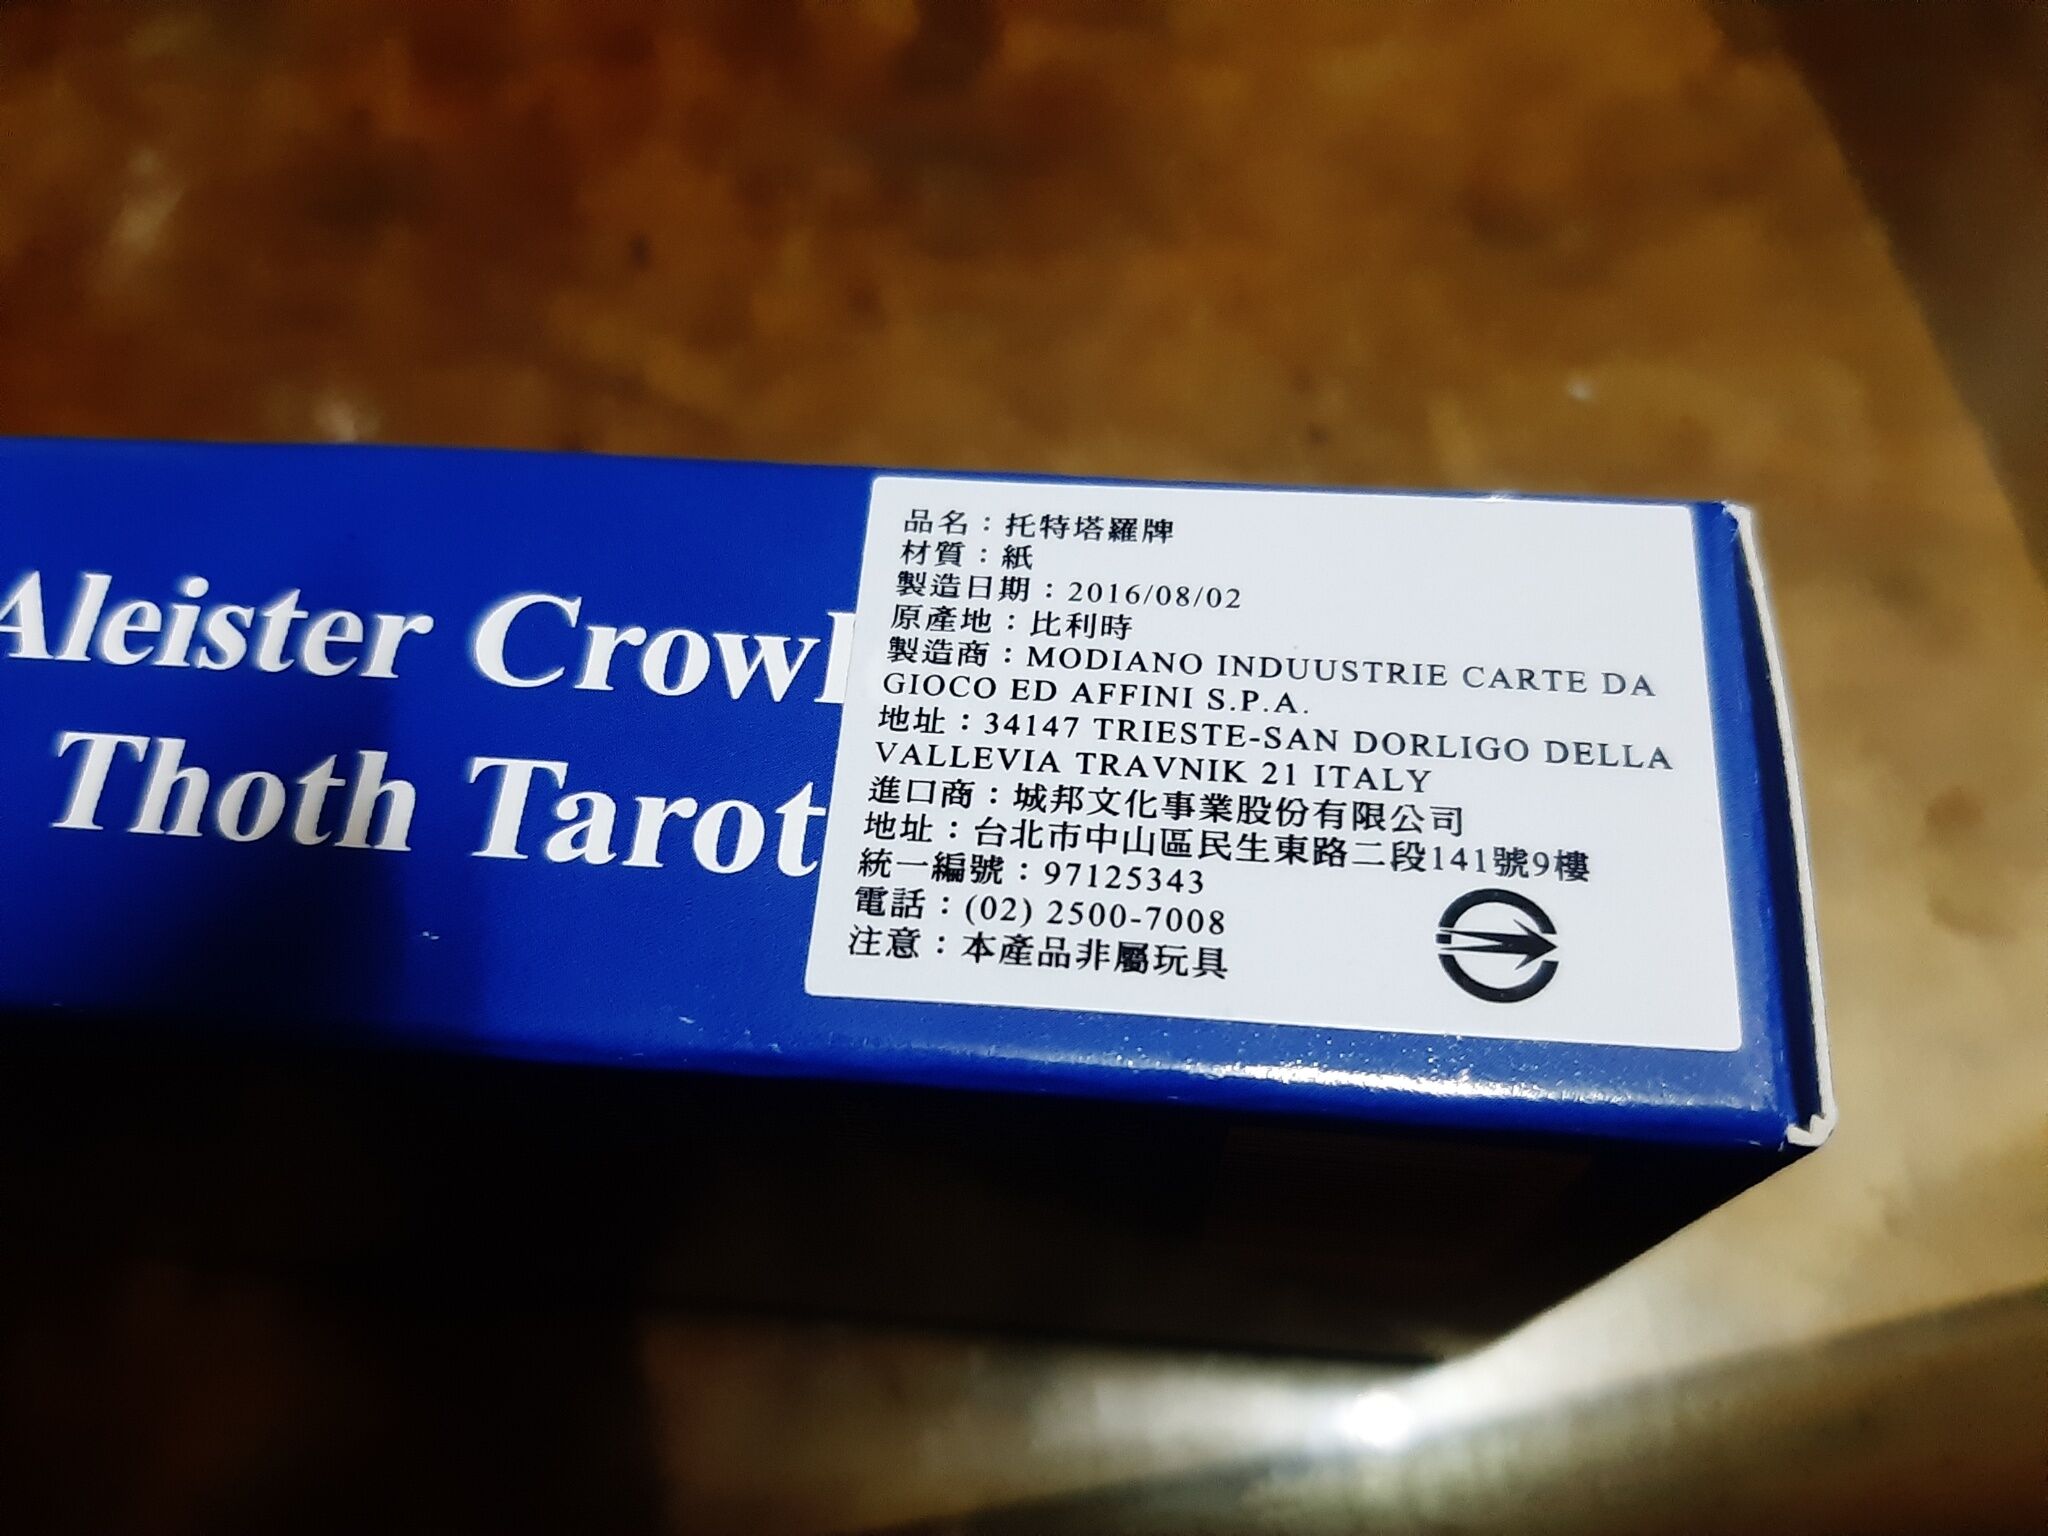 Aleister Crowl
Thoth Tarot
品名：托特塔羅牌
材質：紙
製造日期：2016/08/02
原產地：比利時
製造商：MODIANO INDUUSTRIE CARTE DA
GIOCO ED AFFINI S.P.A.
地址：34147 TRIESTE-SAN DORLIGO DELLA
VALLEVIA TRAVNIK 21 ITALY
進口商：城邦文化事業股份有限公司
地址：台北市中山區民生東路二段141號9樓
統一編號：97125343
電話：(02) 2500-7008
注意：本產品非屬玩具